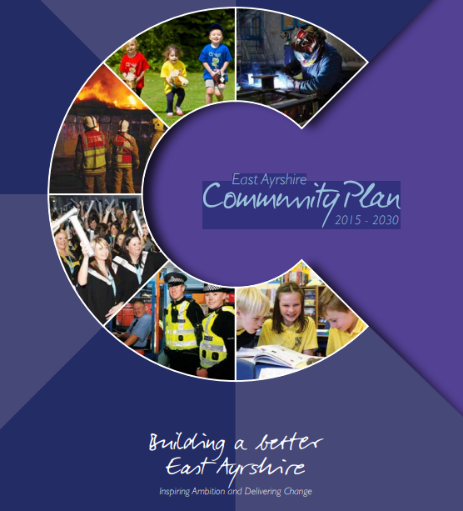 East Ayrshire
Community Plan
2015 - 2030
Building a better
East Ayrshire
Inspiring Ambition and Delivering Change